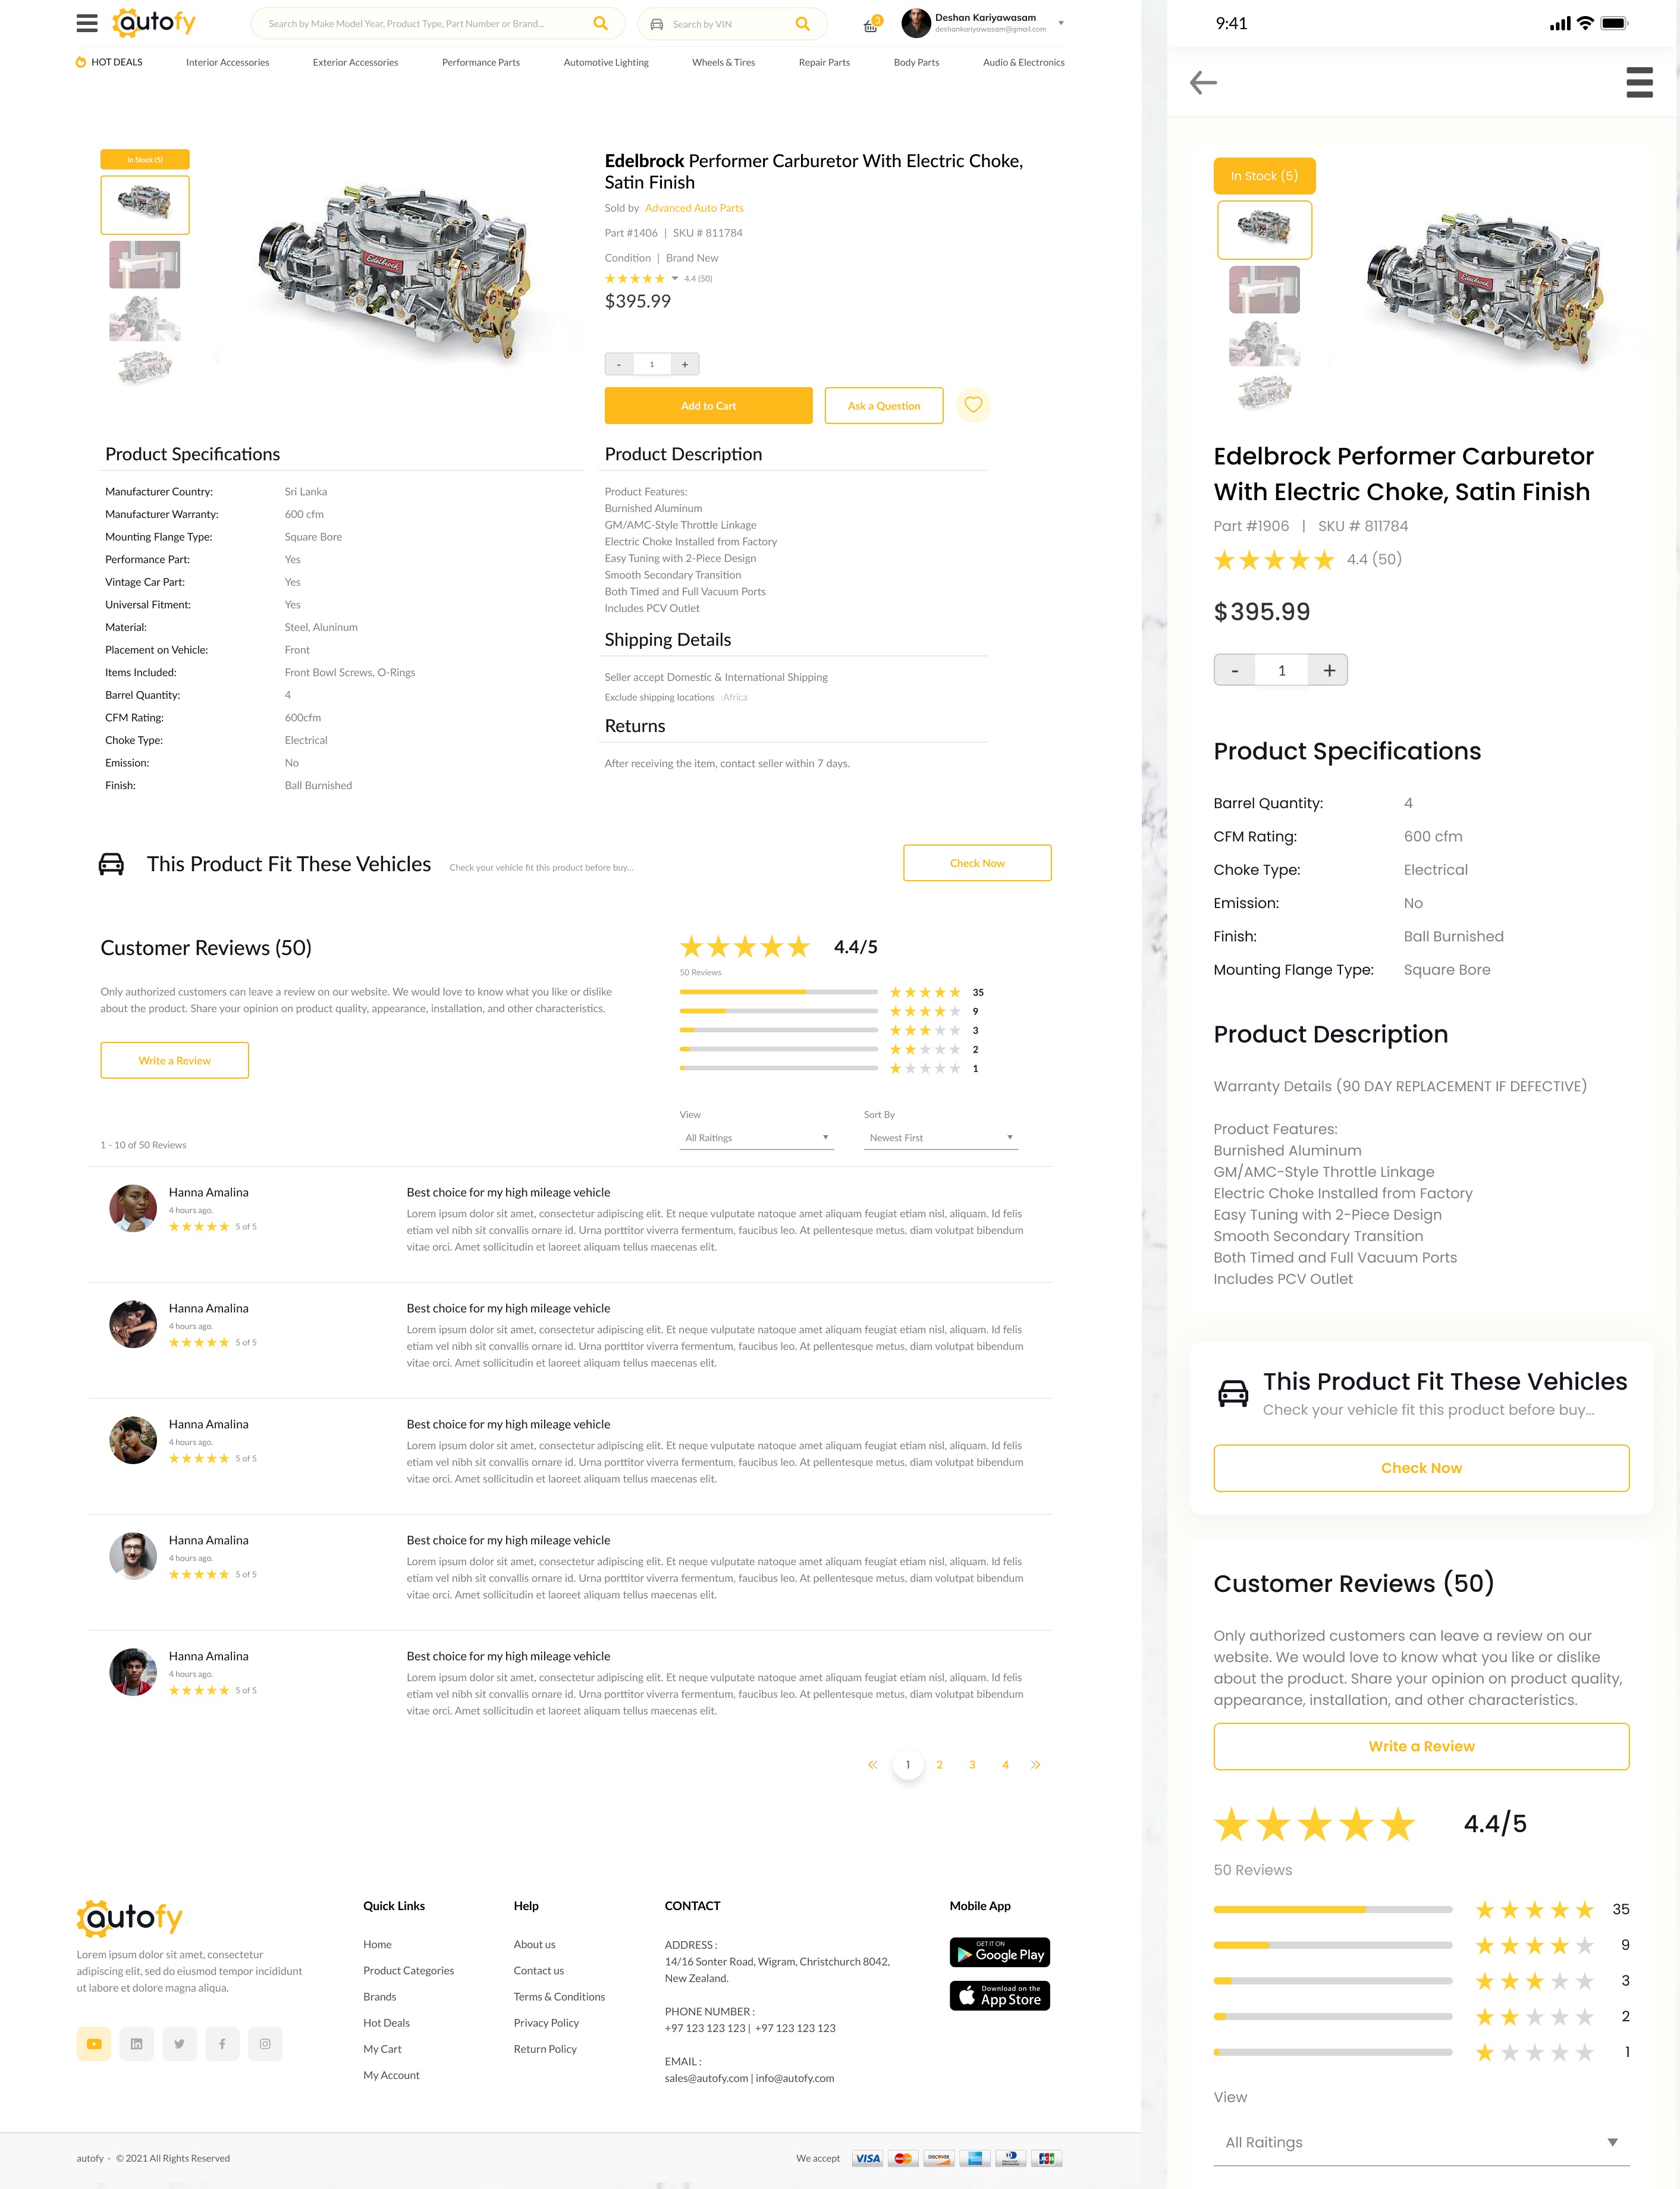 autofy
Search by Make Model Year, Product Type, Part Number or Brand...
Search by VIN
3
Deshan Kariyawasam
deshankariyawasam@gmail.com
HOT DEALS
Interior Accessories
Exterior Accessories
Performance Parts
Automotive Lighting
Wheels & Tires
Repair Parts
Body Parts
Audio & Electronics
In Stock (5)
Edelbrock
Edelbrock Performer Carburetor With Electric Choke,
Satin Finish
Sold by Advanced Auto Parts
Part #1406 | SKU # 811784
Condition | Brand New
4.4 (50)
$395.99
- 1 +
Add to Cart
Ask a Question
Product Specifications
Manufacturer Country: Sri Lanka
Manufacturer Warranty: 600 cfm
Mounting Flange Type: Square Bore
Performance Part: Yes
Vintage Car Part: Yes
Universal Fitment: Yes
Material: Steel, Aluninum
Placement on Vehicle: Front
Items Included: Front Bowl Screws, O-Rings
Barrel Quantity: 4
CFM Rating: 600cfm
Choke Type: Electrical
Emission: No
Finish: Ball Burnished
Product Description
Product Features:
Burnished Aluminum
GM/AMC-Style Throttle Linkage
Electric Choke Installed from Factory
Easy Tuning with 2-Piece Design
Smooth Secondary Transition
Both Timed and Full Vacuum Ports
Includes PCV Outlet
Shipping Details
Seller accept Domestic & International Shipping
Exclude shipping locations :Africa
Returns
After receiving the item, contact seller within 7 days.
This Product Fit These Vehicles
Check your vehicle fit this product before buy...
Check Now
Customer Reviews (50)
Only authorized customers can leave a review on our website. We would love to know what you like or dislike
about the product. Share your opinion on product quality, appearance, installation, and other characteristics.
Write a Review
4.4/5
50 Reviews
35
9
3
2
1
View
All Raitings
Sort By
Newest First
1 - 10 of 50 Reviews
Hanna Amalina
4 hours ago.
5 of 5
Best choice for my high mileage vehicle
Lorem ipsum dolor sit amet, consectetur adipiscing elit. Et neque vulputate natoque amet aliquam feugiat etiam nisl, aliquam. Id felis
etiam vel nibh sit convallis ornare id. Urna porttitor viverra fermentum, faucibus leo. At pellentesque metus, diam volutpat bibendum
vitae orci. Amet sollicitudin et laoreet aliquam tellus maecenas elit.
Hanna Amalina
4 hours ago.
5 of 5
Best choice for my high mileage vehicle
Lorem ipsum dolor sit amet, consectetur adipiscing elit. Et neque vulputate natoque amet aliquam feugiat etiam nisl, aliquam. Id felis
etiam vel nibh sit convallis ornare id. Urna porttitor viverra fermentum, faucibus leo. At pellentesque metus, diam volutpat bibendum
vitae orci. Amet sollicitudin et laoreet aliquam tellus maecenas elit.
Hanna Amalina
4 hours ago.
5 of 5
Best choice for my high mileage vehicle
Lorem ipsum dolor sit amet, consectetur adipiscing elit. Et neque vulputate natoque amet aliquam feugiat etiam nisl, aliquam. Id felis
etiam vel nibh sit convallis ornare id. Urna porttitor viverra fermentum, faucibus leo. At pellentesque metus, diam volutpat bibendum
vitae orci. Amet sollicitudin et laoreet aliquam tellus maecenas elit.
Hanna Amalina
4 hours ago.
5 of 5
Best choice for my high mileage vehicle
Lorem ipsum dolor sit amet, consectetur adipiscing elit. Et neque vulputate natoque amet aliquam feugiat etiam nisl, aliquam. Id felis
etiam vel nibh sit convallis ornare id. Urna porttitor viverra fermentum, faucibus leo. At pellentesque metus, diam volutpat bibendum
vitae orci. Amet sollicitudin et laoreet aliquam tellus maecenas elit.
Hanna Amalina
4 hours ago.
5 of 5
Best choice for my high mileage vehicle
Lorem ipsum dolor sit amet, consectetur adipiscing elit. Et neque vulputate natoque amet aliquam feugiat etiam nisl, aliquam. Id felis
etiam vel nibh sit convallis ornare id. Urna porttitor viverra fermentum, faucibus leo. At pellentesque metus, diam volutpat bibendum
vitae orci. Amet sollicitudin et laoreet aliquam tellus maecenas elit.
« 1 2 3 4 »
autofy
Lorem ipsum dolor sit amet, consectetur
adipiscing elit, sed do eiusmod tempor incididunt
ut labore et dolore magna aliqua.
Quick Links
Home
Product Categories
Brands
Hot Deals
My Cart
My Account
Help
About us
Contact us
Terms & Conditions
Privacy Policy
Return Policy
CONTACT
ADDRESS :
14/16 Sonter Road, Wigram, Christchurch 8042,
New Zealand.
PHONE NUMBER :
+97 123 123 123 | +97 123 123 123
EMAIL :
sales@autofy.com | info@autofy.com
Mobile App
GET IT ON
Google Play
Download on the
App Store
autofy - © 2021 All Rights Reserved
We accept
VISA
DISCOVER
JCB
9:41
In Stock (5)
Edelbrock
Edelbrock Performer Carburetor
With Electric Choke, Satin Finish
Part #1906 | SKU # 811784
4.4 (50)
$395.99
- 1 +
Product Specifications
Barrel Quantity: 4
CFM Rating: 600 cfm
Choke Type: Electrical
Emission: No
Finish: Ball Burnished
Mounting Flange Type: Square Bore
Product Description
Warranty Details (90 DAY REPLACEMENT IF DEFECTIVE)
Product Features:
Burnished Aluminum
GM/AMC-Style Throttle Linkage
Electric Choke Installed from Factory
Easy Tuning with 2-Piece Design
Smooth Secondary Transition
Both Timed and Full Vacuum Ports
Includes PCV Outlet
This Product Fit These Vehicles
Check your vehicle fit this product before buy...
Check Now
Customer Reviews (50)
Only authorized customers can leave a review on our
website. We would love to know what you like or dislike
about the product. Share your opinion on product quality,
appearance, installation, and other characteristics.
Write a Review
4.4/5
50 Reviews
35
9
3
2
1
View
All Raitings